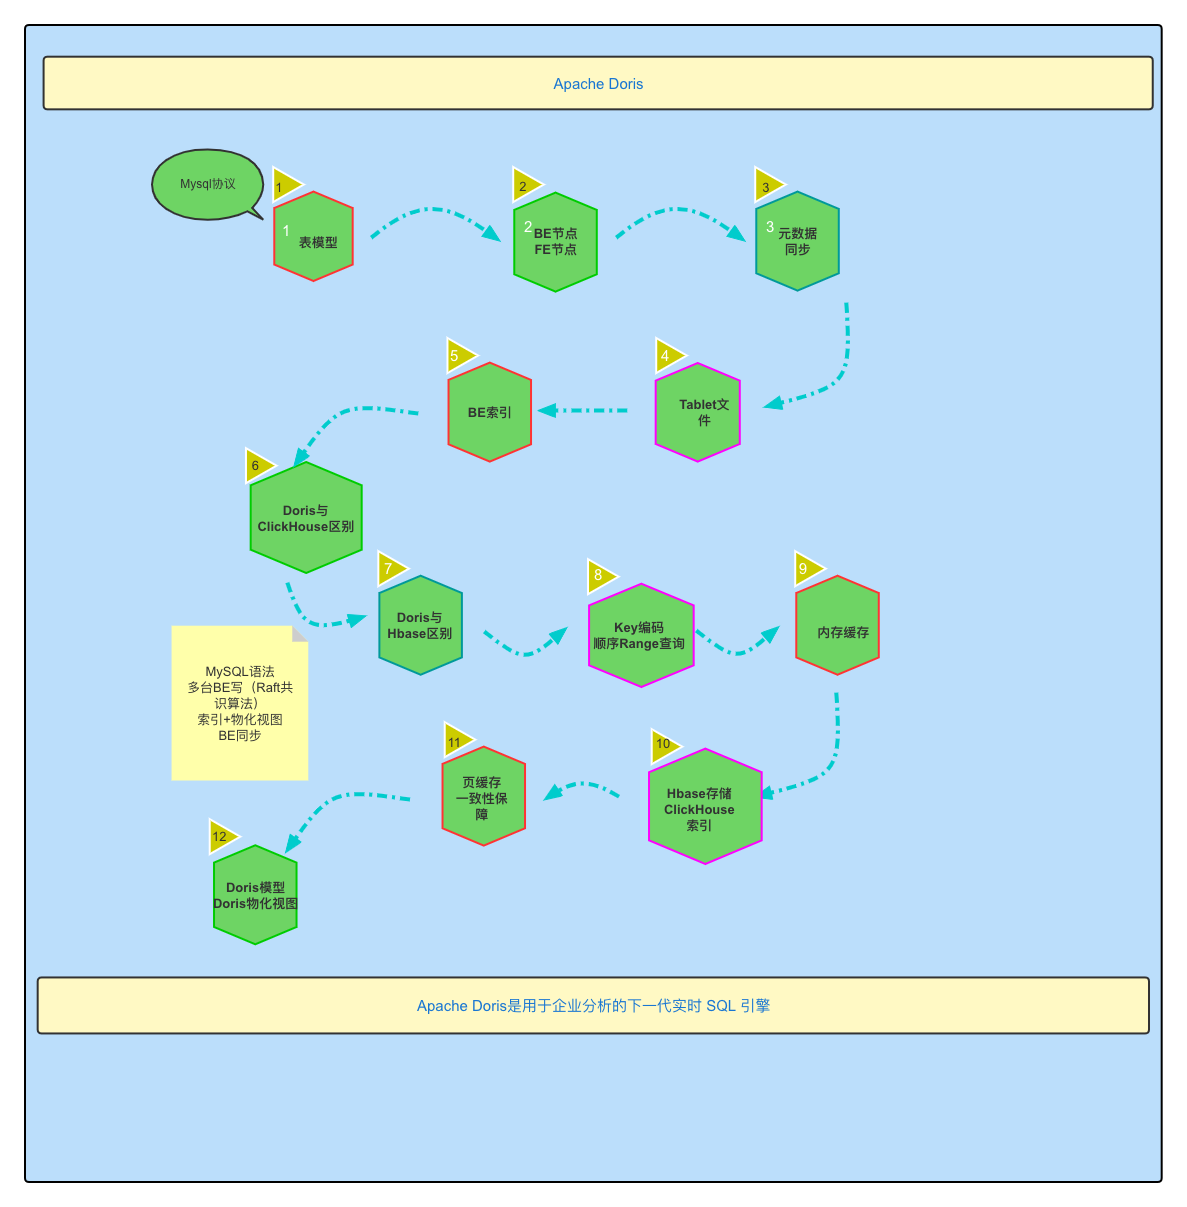 Apache Doris
Mysql协议
1
1
表模型
2
2
BE节点
FE节点
3
3
元数据
同步
4
Tablet文
件
5
BE索引
6
Doris与
ClickHouse区别
7
Doris与
Hbase区别
8
Key编码
顺序Range查询
9
内存缓存
MySQL语法
多台BE写（Raft共
识算法）
索引+物化视图
BE同步
10
Hbase存储
ClickHouse
索引
11
页缓存
一致性保
障
12
Doris模型
Doris物化视图
Apache Doris是用于企业分析的下一代实时 SQL 引擎